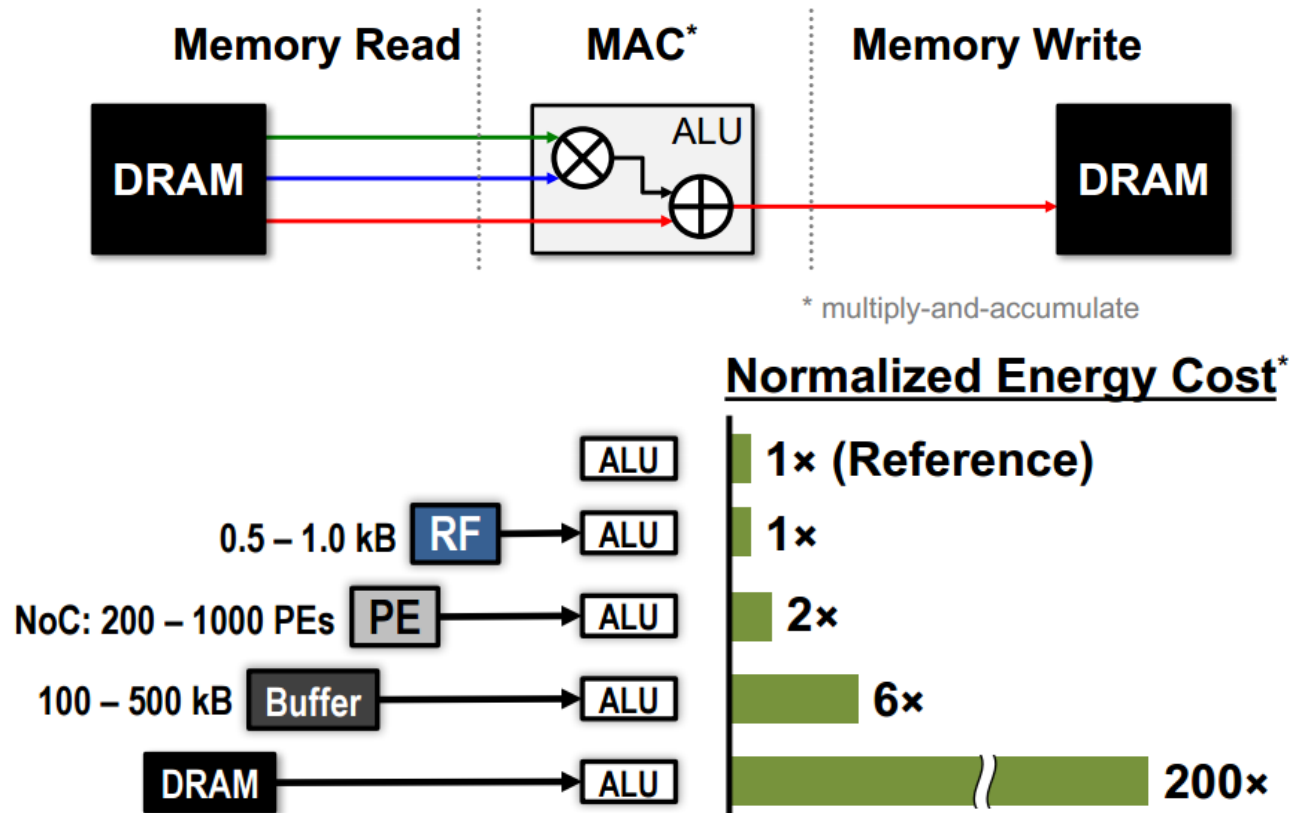 Memory Read MAC* Memory Write
DRAM ALU DRAM
* multiply-and-accumulate
Normalized Energy Cost*
ALU 1× (Reference)
0.5 – 1.0 kB RF ALU 1×
NoC: 200 – 1000 PEs PE ALU 2×
100 – 500 kB Buffer ALU 6×
DRAM ALU 200×